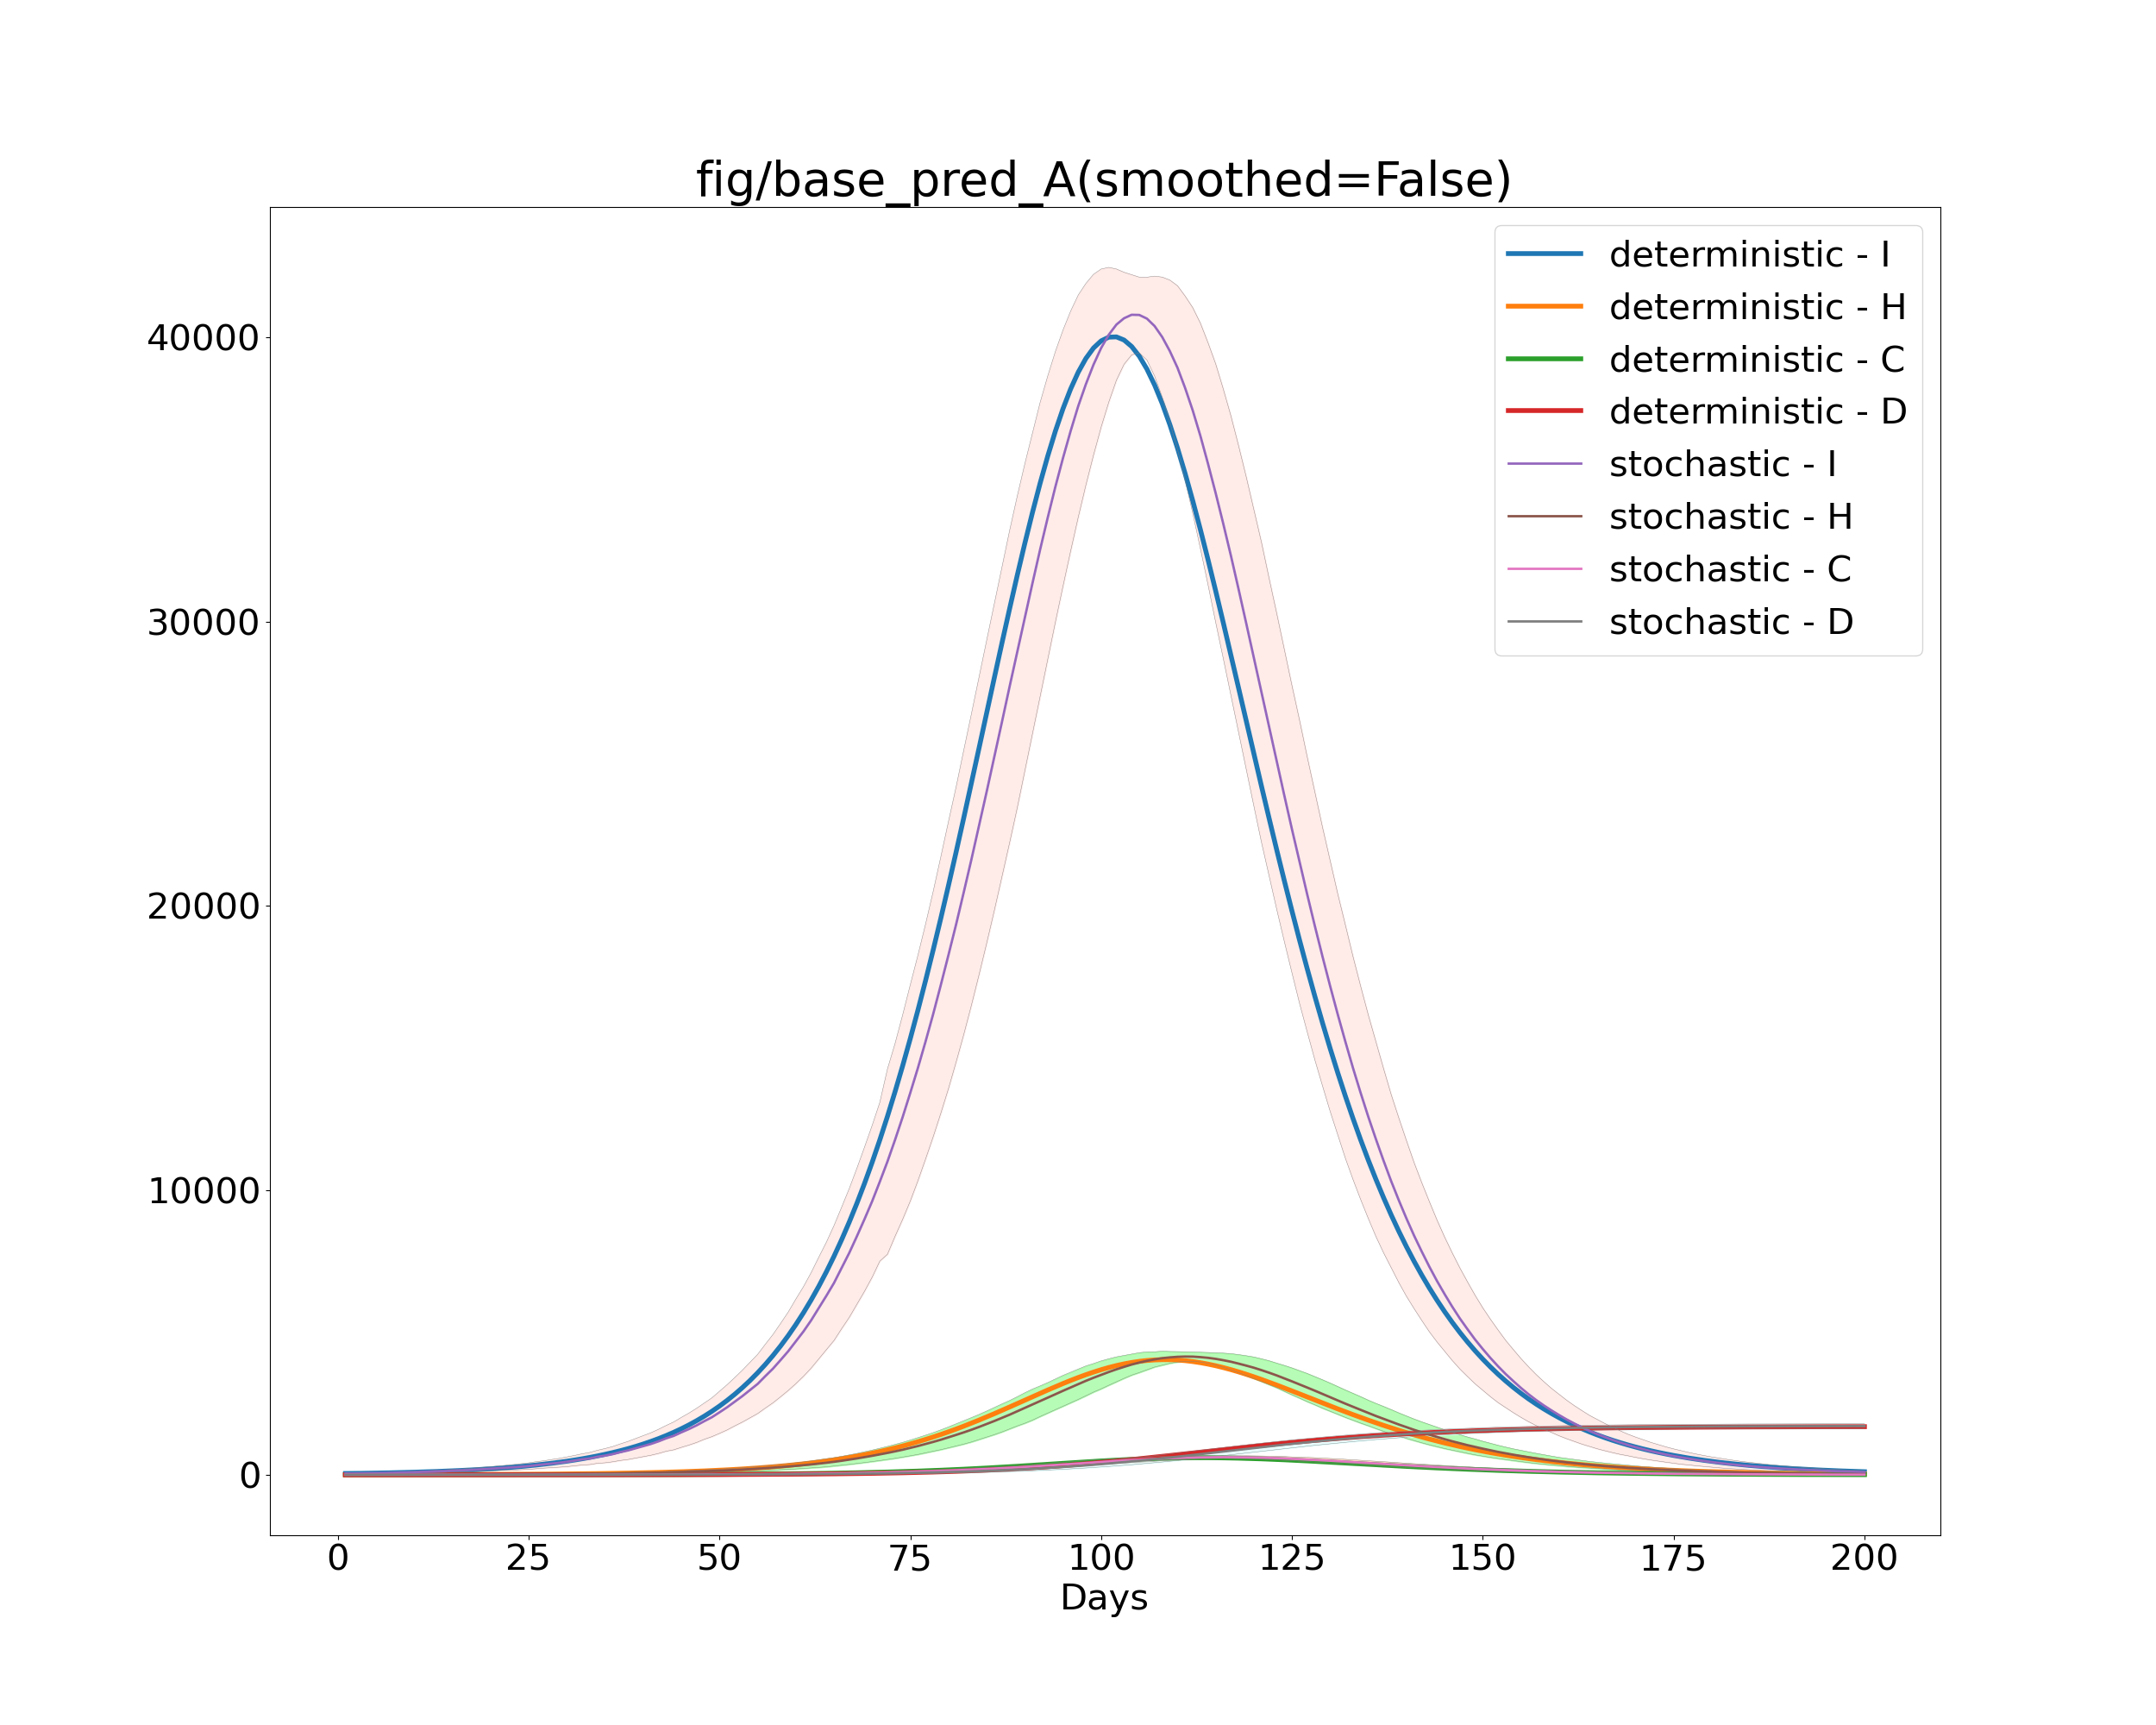 fig/base_pred_A(smoothed=False)
deterministic - I
deterministic - H
deterministic - C
deterministic - D
stochastic - I
stochastic - H
stochastic - C
stochastic - D
40000
30000
20000
10000
0
0 25 50 75 100 125 150 175 200
Days